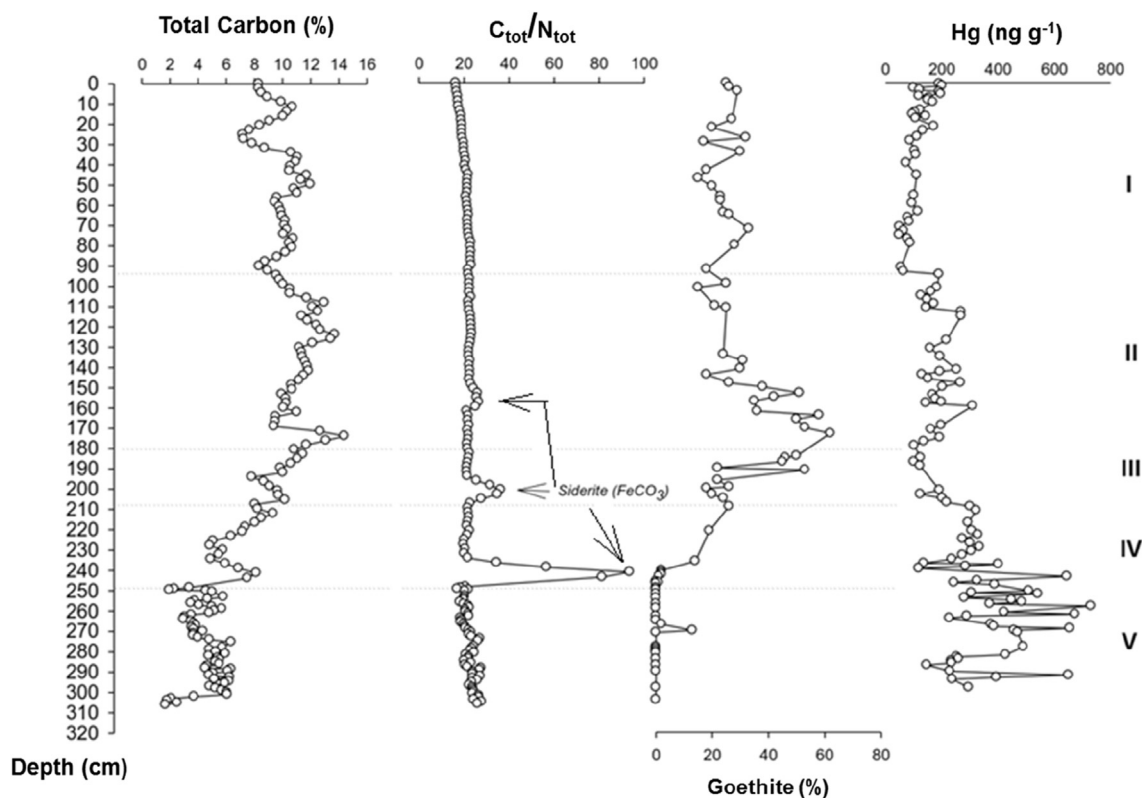 Total Carbon (%)
C_tot/N_tot
Hg (ng g⁻¹)
0 2 4 6 8 10 12 14 16
0 20 40 60 80 100
0 200 400 600 800
0
10
20
30
40
50
60
70
80
90
100
110
120
130
140
150
160
170
180
190
200
210
220
230
240
250
260
270
280
290
300
310
320
I
II
III
IV
V
Siderite (FeCO₃)
0 20 40 60 80
Depth (cm)
Goethite (%)